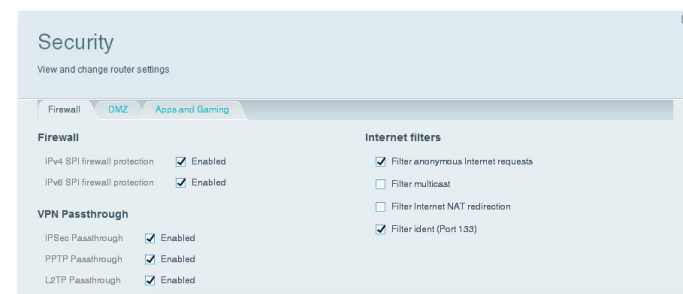 Security
View and change router settings
Firewall
DMZ
Apps and Gaming
Firewall
IPv4 SPI firewall protection Enabled
IPv6 SPI firewall protection Enabled
VPN Passthrough
IPSec Passthrough Enabled
PPTP Passthrough Enabled
L2TP Passthrough Enabled
Internet filters
Filter anonymous Internet requests
Filter multicast
Filter Internet NAT redirection
Filter ident (Port 133)